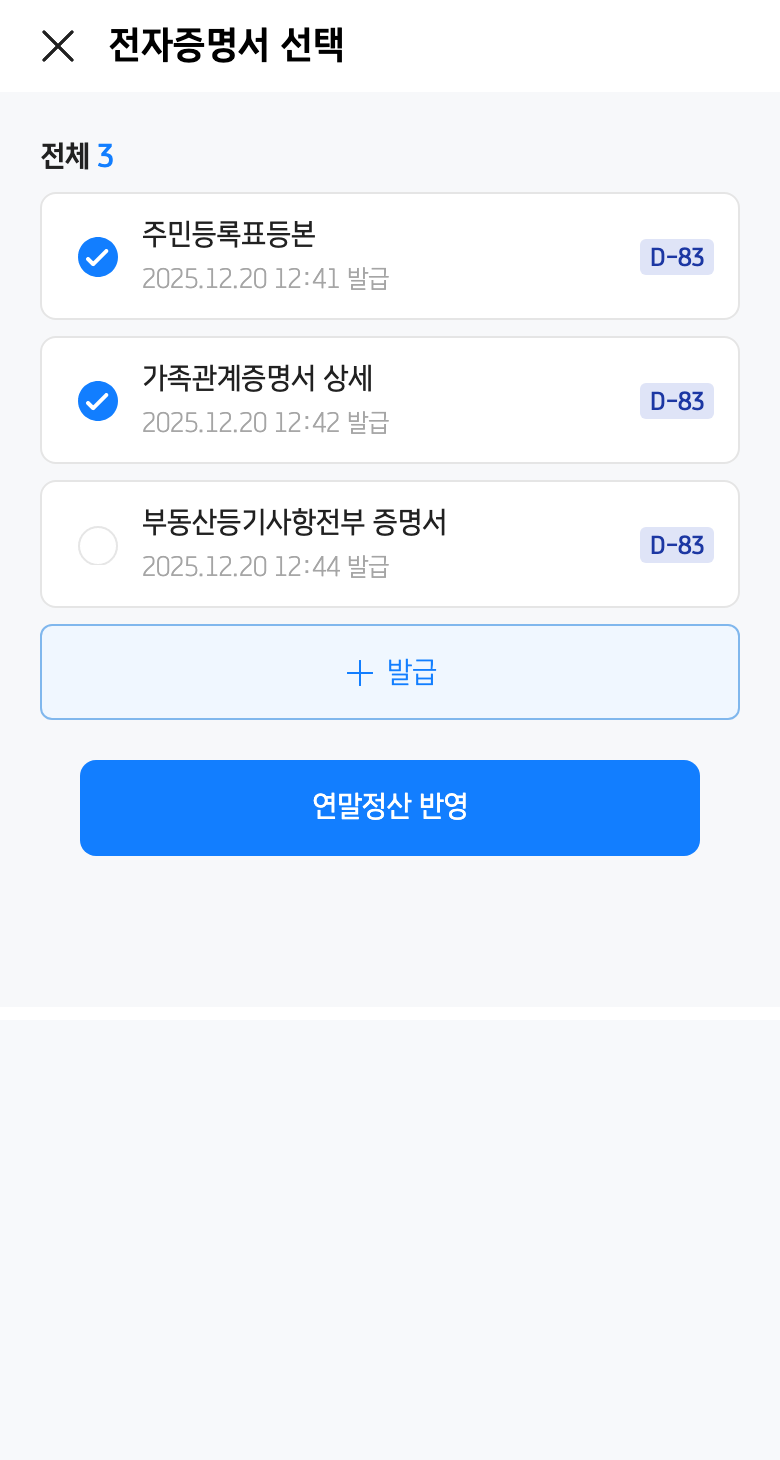 전자증명서 선택
전체 3
주민등록표등본
2025.12.20 12:41 발급
D-83
가족관계증명서 상세
2025.12.20 12:42 발급
D-83
부동산등기사항전부 증명서
2025.12.20 12:44 발급
D-83
+ 발급
연말정산 반영